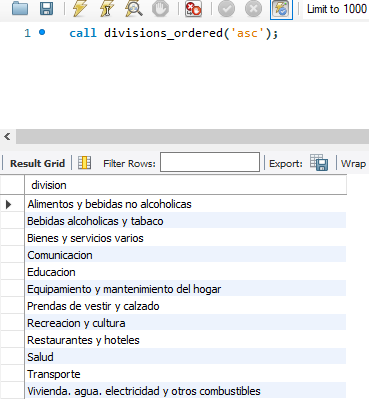 Limit to 1000
1 call divisions_ordered('asc');
Result Grid Filter Rows: Export: Wrap
division
Alimentos y bebidas no alcoholicas
Bebidas alcoholicas y tabaco
Bienes y servicios varios
Comunicacion
Educacion
Equipamiento y mantenimiento del hogar
Prendas de vestir y calzado
Recreacion y cultura
Restaurantes y hoteles
Salud
Transporte
Vivienda, agua, electricidad y otros combustibles